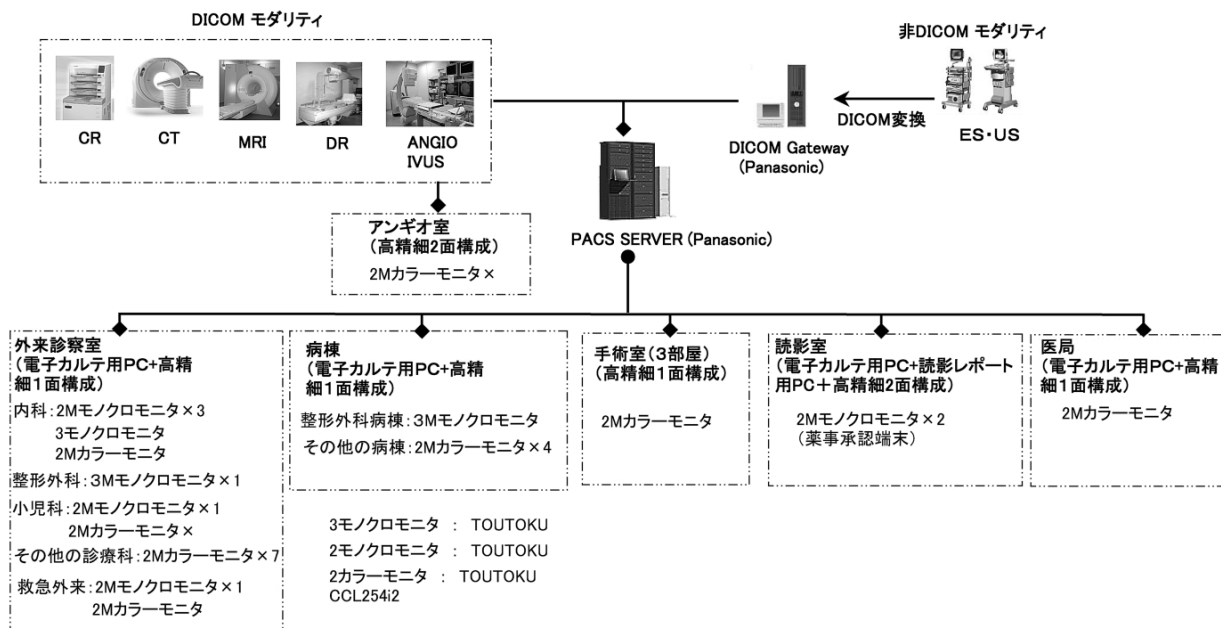 DICOM モダリティ
CR
CT
MRI
DR
ANGIO
IVUS
非DICOM モダリティ
DICOM変換
ES・US
DICOM Gateway
(Panasonic)
PACS SERVER (Panasonic)
アンギオ室
(高精細2面構成)
2Mカラーモニタ×
外来診察室
(電子カルテ用PC+高精
細1面構成)
内科:2Mモノクロモニタ×3
3モノクロモニタ
2Mカラーモニタ
整形外科:3Mモノクロモニタ×1
小児科:2Mモノクロモニタ×1
2Mカラーモニタ×
その他の診療科:2Mカラーモニタ×7
救急外来:2Mモノクロモニタ×1
2Mカラーモニタ
病棟
(電子カルテ用PC+高精
細1面構成)
整形外科病棟:3Mモノクロモニタ
その他の病棟:2Mカラーモニタ×4
手術室(3部屋)
(高精細1面構成)
2Mカラーモニタ
読影室
(電子カルテ用PC+読影レポート
用PC+高精細2面構成)
2Mモノクロモニタ×2
(薬事承認端末)
医局
(電子カルテ用PC+高精
細1面構成)
2Mカラーモニタ
3モノクロモニタ : TOUTOKU
2モノクロモニタ : TOUTOKU
2カラーモニタ : TOUTOKU
CCL254i2